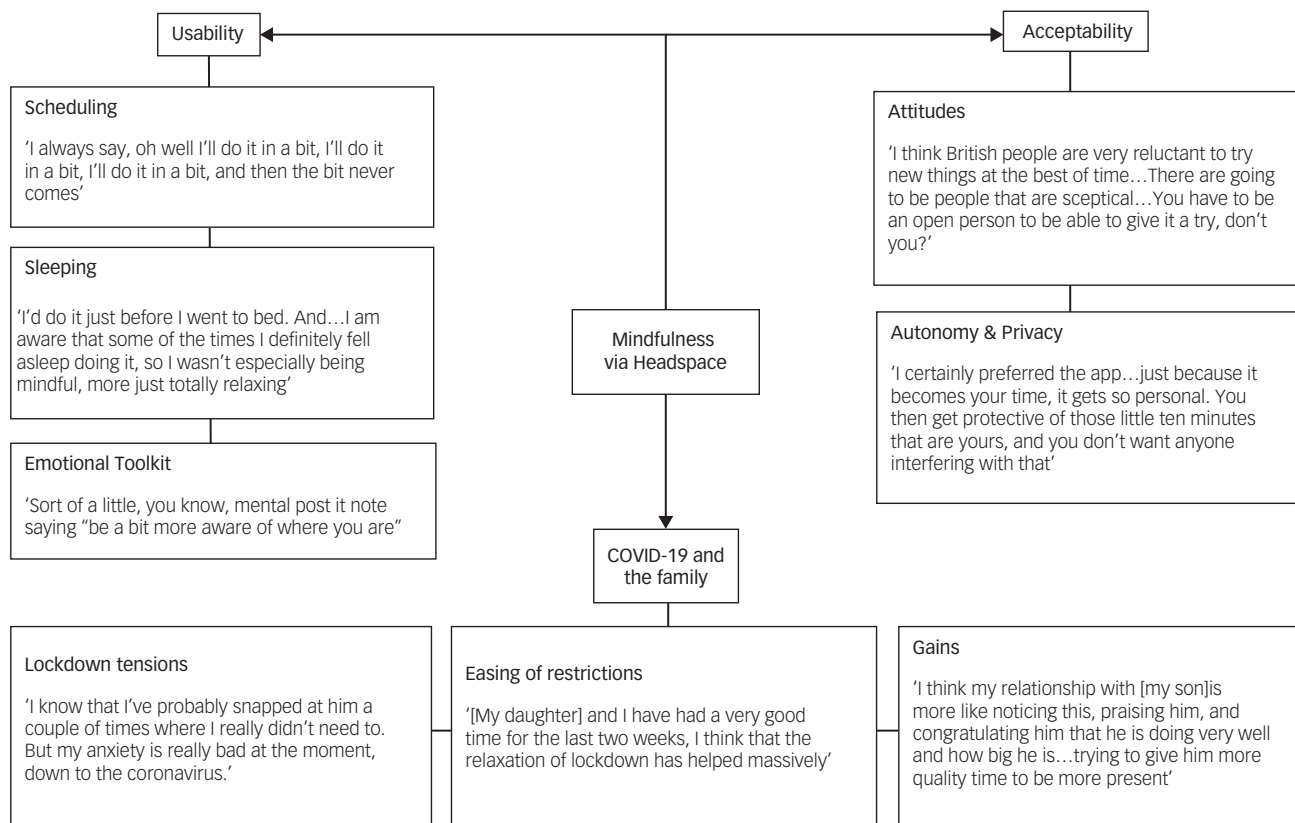 Usability
Acceptability
Scheduling
‘I always say, oh well I’ll do it in a bit, I’ll do it
in a bit, I’ll do it in a bit, and then the bit never
comes’
Sleeping
‘I’d do it just before I went to bed. And…I am
aware that some of the times I definitely fell
asleep doing it, so I wasn’t especially being
mindful, more just totally relaxing’
Emotional Toolkit
‘Sort of a little, you know, mental post it note
saying “be a bit more aware of where you are”
Attitudes
‘I think British people are very reluctant to try
new things at the best of time…There are going
to be people that are sceptical…You have to be
an open person to be able to give it a try, don’t
you?’
Autonomy & Privacy
‘I certainly preferred the app…just because it
becomes your time, it gets so personal. You
then get protective of those little ten minutes
that are yours, and you don’t want anyone
interfering with that’
Mindfulness
via Headspace
COVID-19 and
the family
Lockdown tensions
‘I know that I’ve probably snapped at him a
couple of times where I really didn’t need to.
But my anxiety is really bad at the moment,
down to the coronavirus.’
Easing of restrictions
‘[My daughter] and I have had a very good
time for the last two weeks, I think that the
relaxation of lockdown has helped massively’
Gains
‘I think my relationship with [my son]is
more like noticing this, praising him, and
congratulating him that he is doing very well
and how big he is…trying to give him more
quality time to be more present’